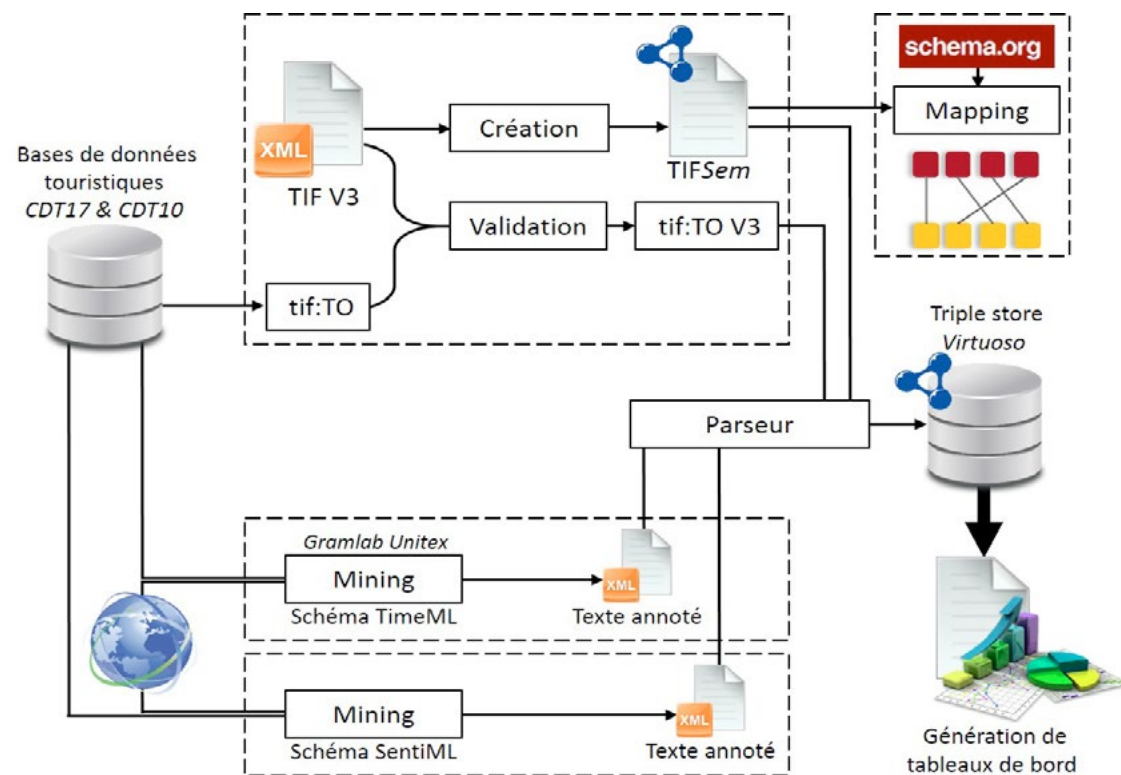 schema.org
Mapping
Création
XML
TIF V3
TIFSem
Bases de données
touristiques
CDT17 & CDT10
Validation
tif:TO V3
tif:TO
Triple store
Virtuoso
Parseur
Gramlab Unitex
Mining
Schéma TimeML
XML
Texte annoté
Mining
Schéma SentiML
XML
Texte annoté
Génération de
tableaux de bord